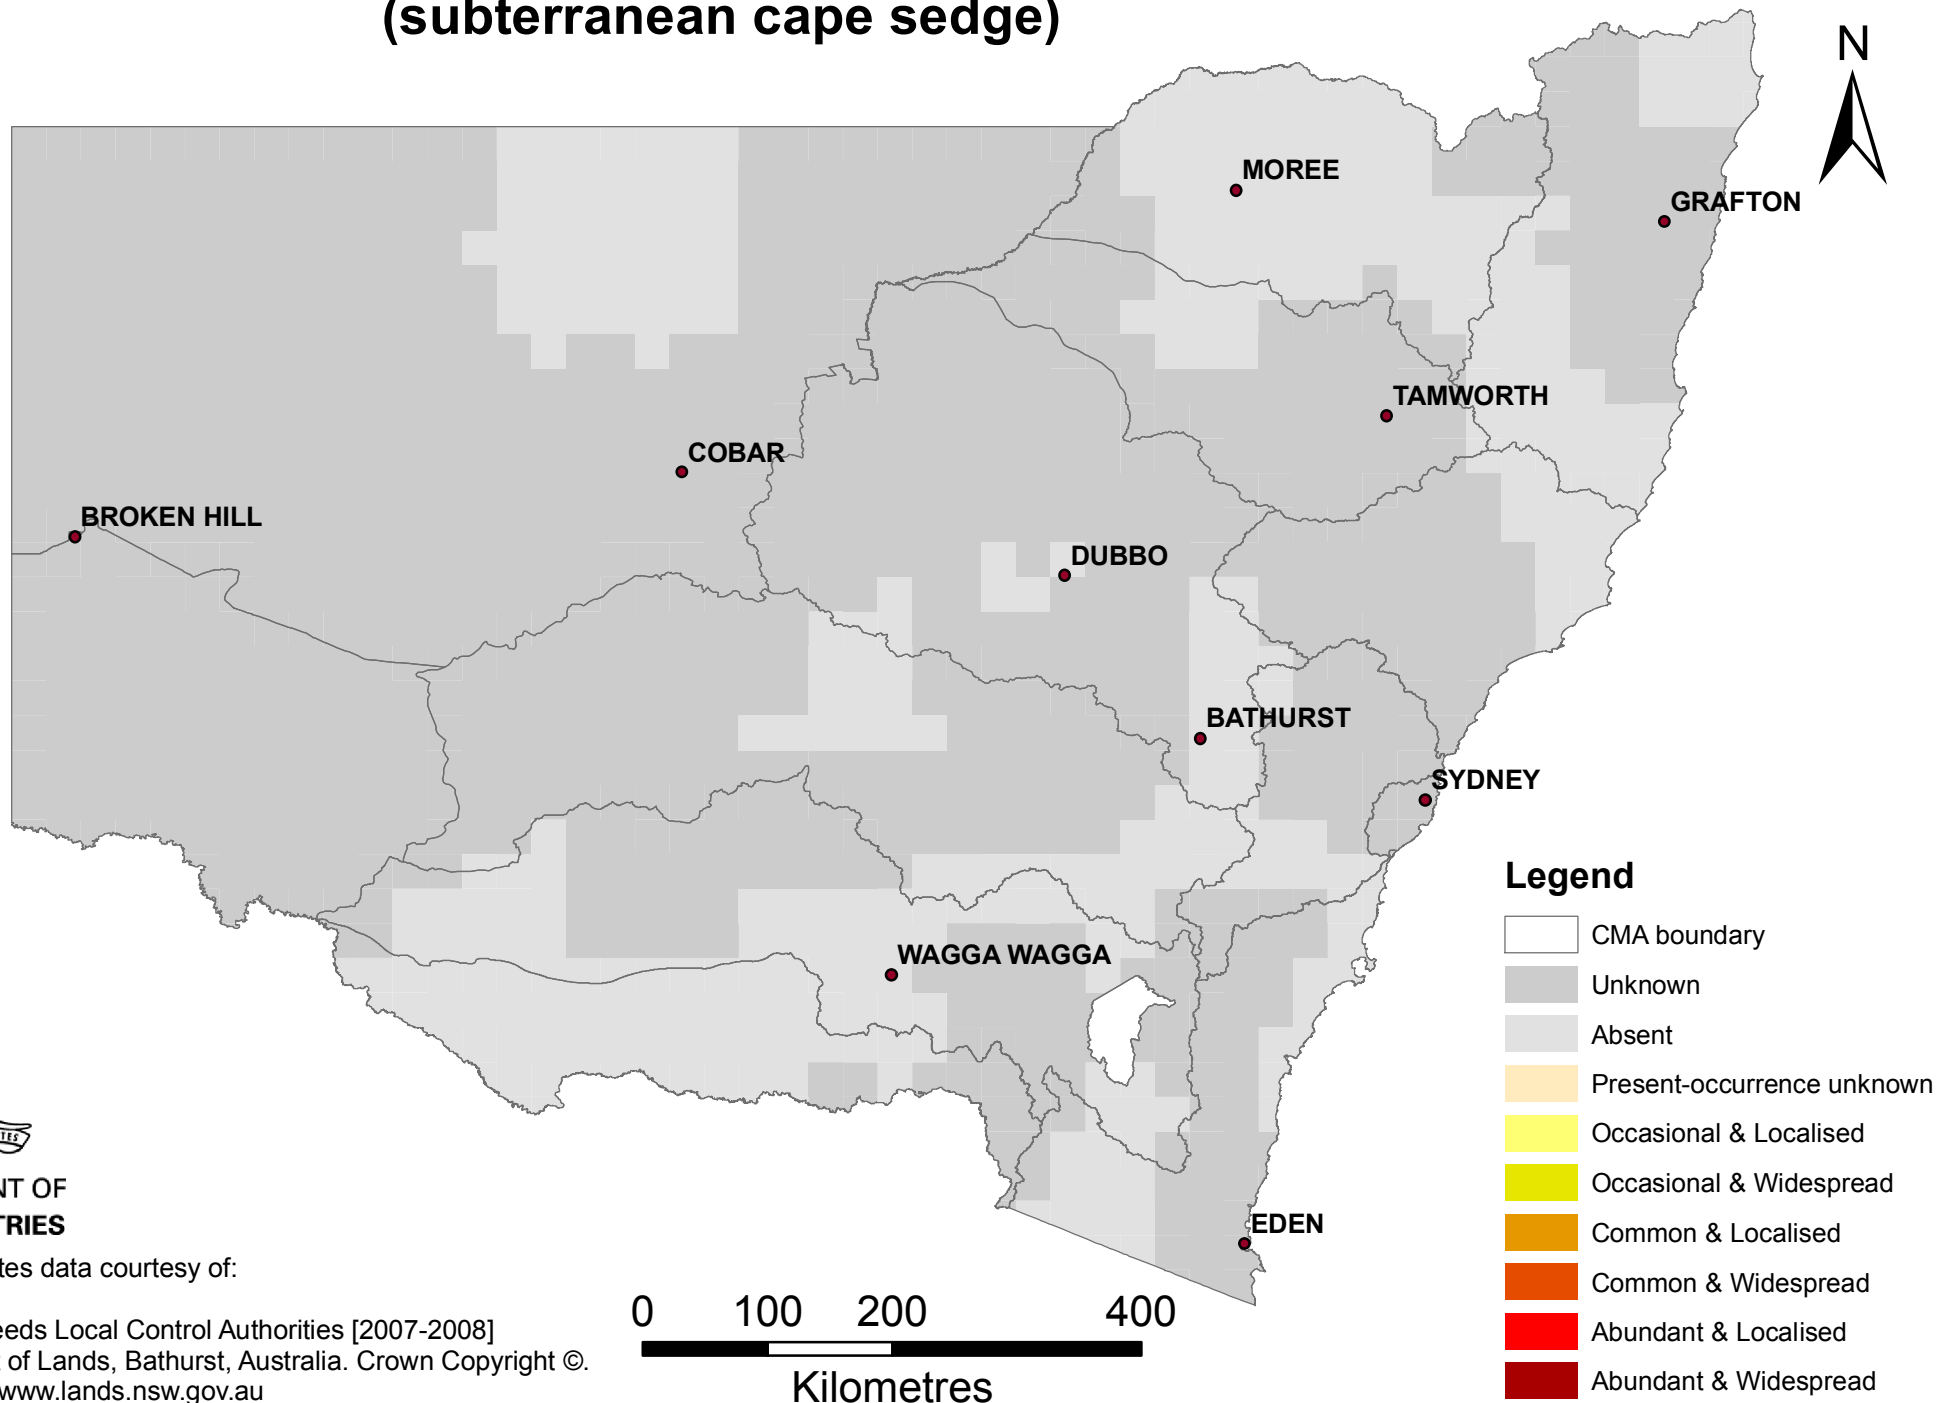 (subterranean cape sedge)
N
MOREE
GRAFTON
TAMWORTH
COBAR
BROKEN HILL
DUBBO
BATHURST
SYDNEY
WAGGA WAGGA
EDEN
Legend
CMA boundary
Unknown
Absent
Present-occurrence unknown
Occasional & Localised
Occasional & Widespread
Common & Localised
Common & Widespread
Abundant & Localised
Abundant & Widespread
NT OF
TRIES
tes data courtesy of:
eeds Local Control Authorities [2007-2008]
t of Lands, Bathurst, Australia. Crown Copyright ©.
www.lands.nsw.gov.au
0 100 200 400
Kilometres